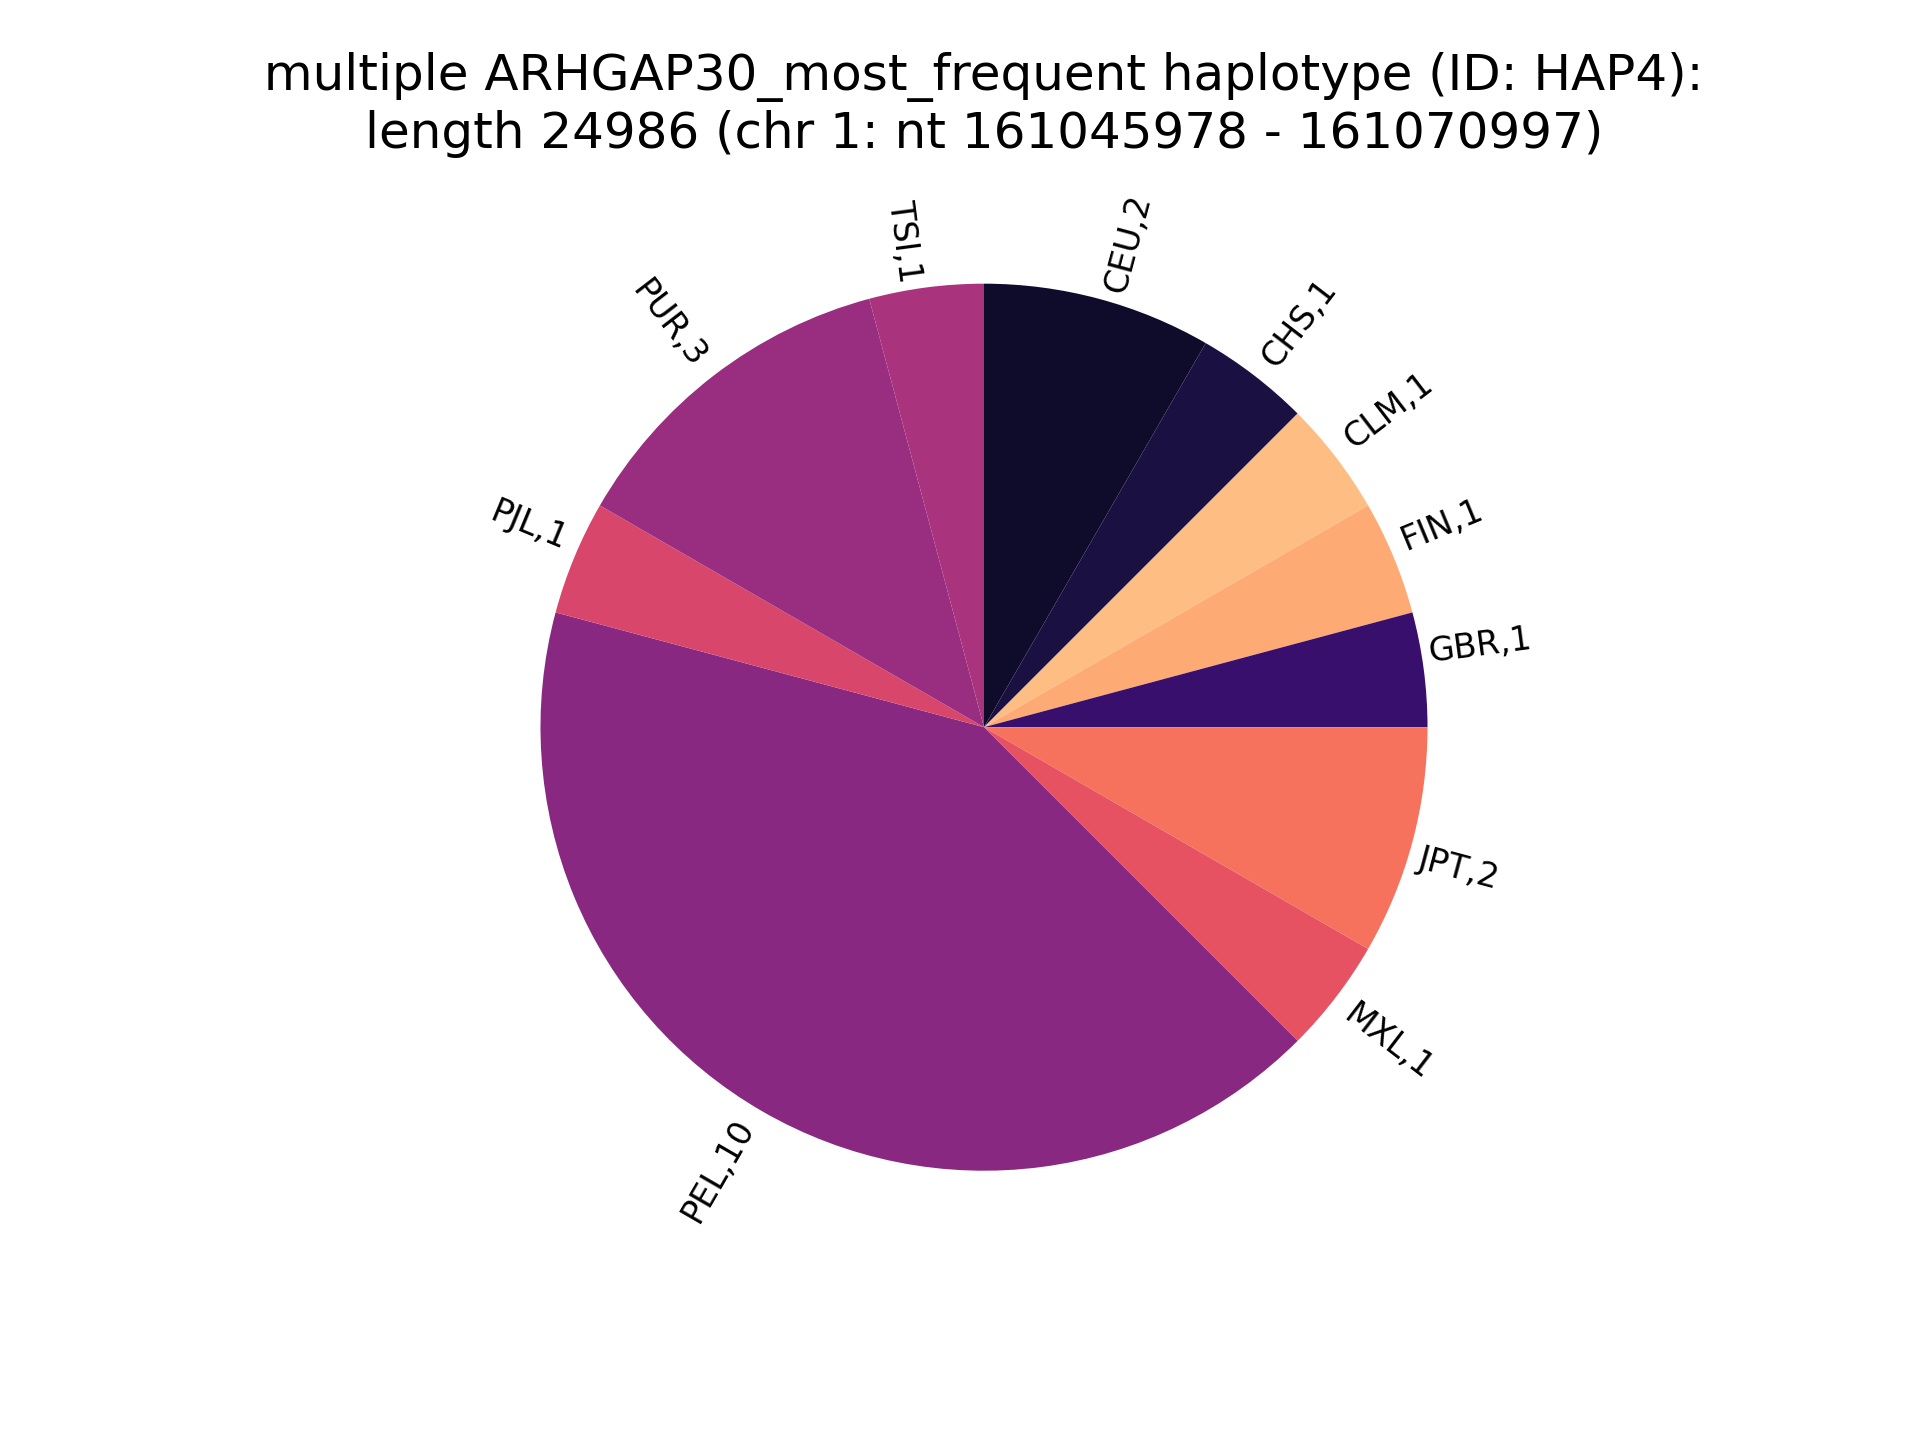 multiple ARHGAP30_most_frequent haplotype (ID: HAP4):
length 24986 (chr 1: nt 161045978 - 161070997)
CEU,2
CHS,1
CLM,1
FIN,1
GBR,1
JPT,2
MXL,1
PEL,10
PJL,1
PUR,3
TSI,1